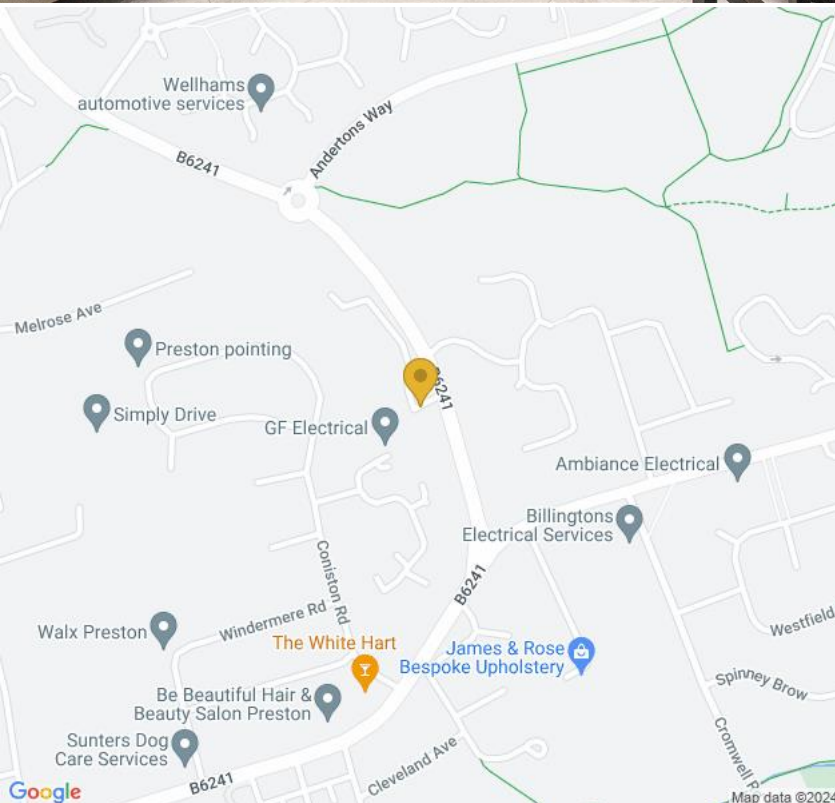 Wellhams
automotive services
Andertons Way
B6241
Melrose Ave
Preston pointing
B6241
Simply Drive
GF Electrical
Ambiance Electrical
Billingtons
Electrical Services
Coniston Rd
B6241
Windermere Rd
Walx Preston
Westfield
The White Hart
James & Rose
Bespoke Upholstery
Spinney Brow
Be Beautiful Hair &
Beauty Salon Preston
Cromwell
Sunters Dog
Care Services
Cleveland Ave
B6241
Google
Map data ©2024